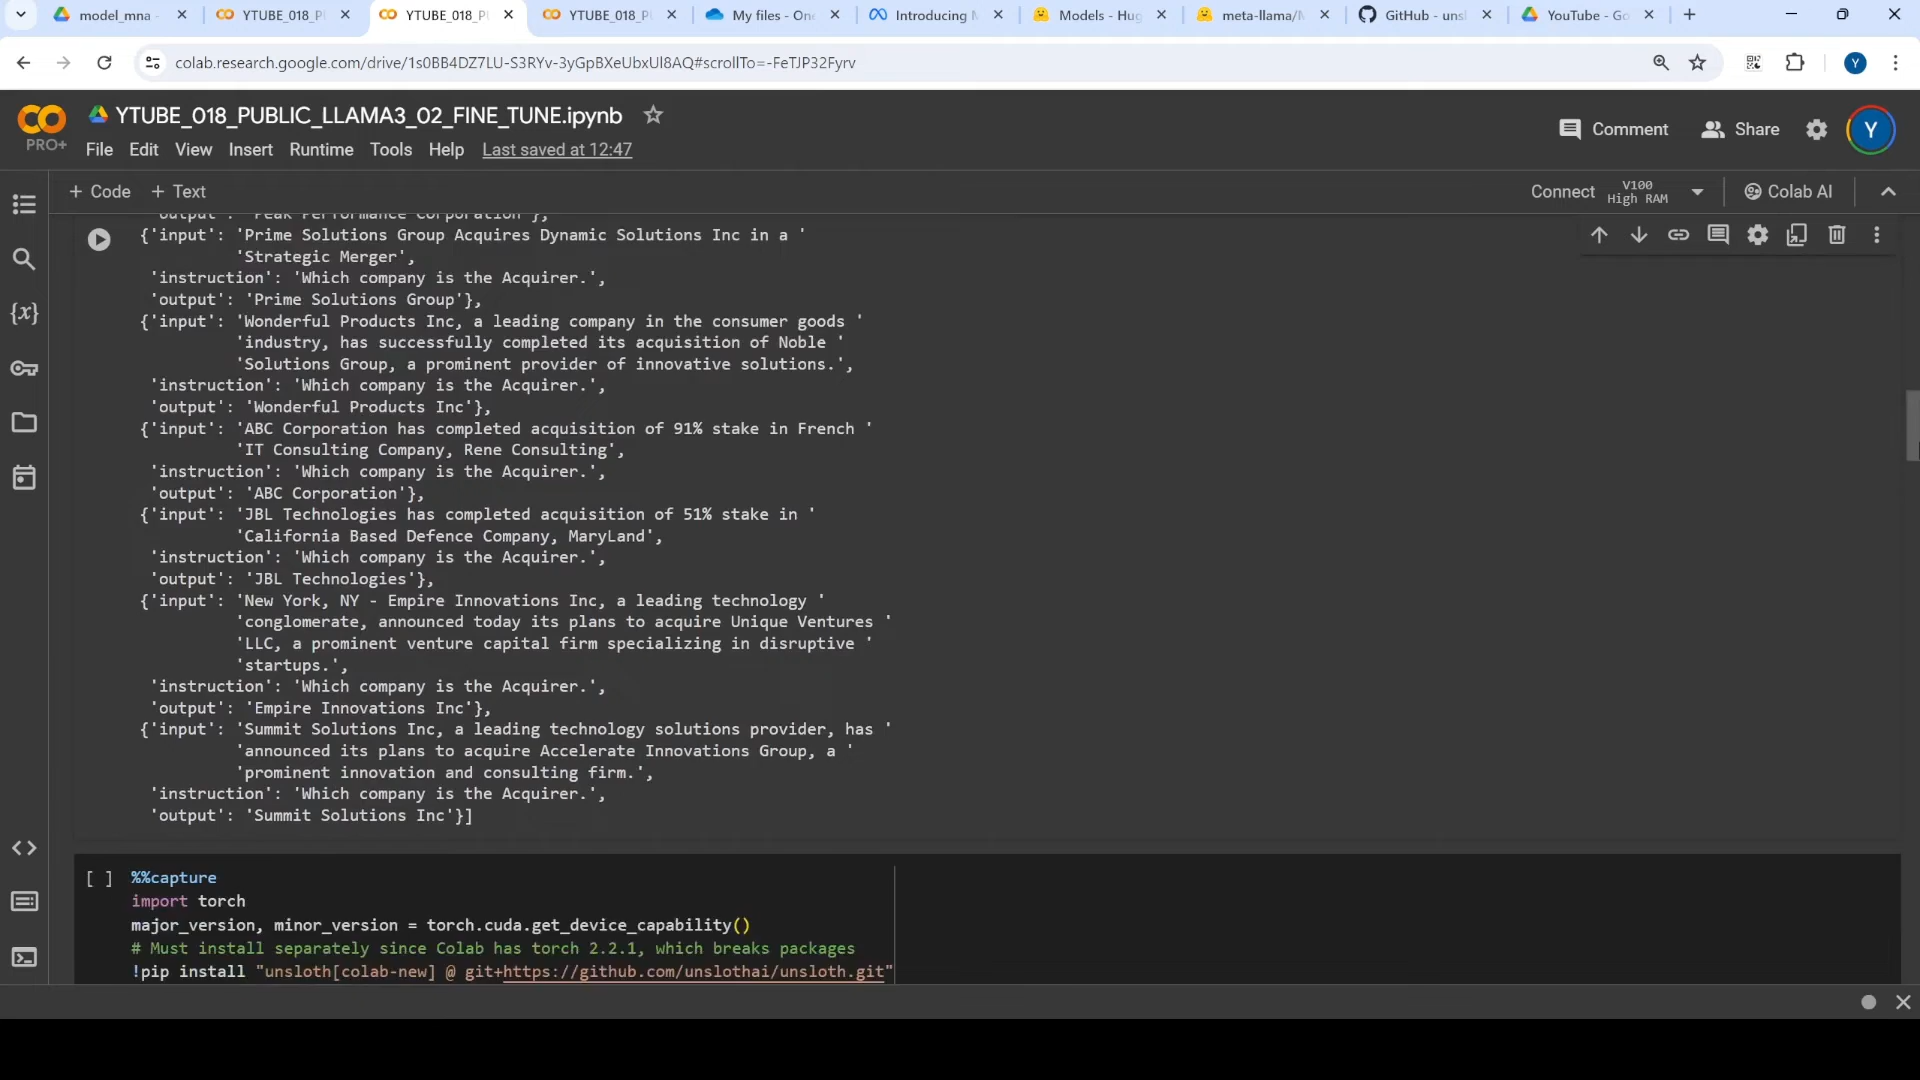 model_mna -
YTUBE_018_P
YTUBE_018_P
YTUBE_018_P
My files - One
Introducing M
Models - Hug
meta-llama/M
GitHub - unsl
YouTube - Go
colab.research.google.com/drive/1s0BB4DZ7LU-S3RYv-3yGpBXeUbxUl8AQ#scrollTo=-FeTJP32Fyrv
Y
CO
PRO+
YTUBE_018_PUBLIC_LLAMA3_02_FINE_TUNE.ipynb
File Edit View Insert Runtime Tools Help Last saved at 12:47
Comment Share Y
+ Code + Text
Connect V100 High RAM Colab AI
'output': 'Peak Performance Corporation'},
{'input': 'Prime Solutions Group Acquires Dynamic Solutions Inc in a '
'Strategic Merger',
'instruction': 'Which company is the Acquirer.',
'output': 'Prime Solutions Group'},
{'input': 'Wonderful Products Inc, a leading company in the consumer goods '
'industry, has successfully completed its acquisition of Noble '
'Solutions Group, a prominent provider of innovative solutions.',
'instruction': 'Which company is the Acquirer.',
'output': 'Wonderful Products Inc'},
{'input': 'ABC Corporation has completed acquisition of 91% stake in French '
'IT Consulting Company, Rene Consulting',
'instruction': 'Which company is the Acquirer.',
'output': 'ABC Corporation'},
{'input': 'JBL Technologies has completed acquisition of 51% stake in '
'California Based Defence Company, MaryLand',
'instruction': 'Which company is the Acquirer.',
'output': 'JBL Technologies'},
{'input': 'New York, NY - Empire Innovations Inc, a leading technology '
'conglomerate, announced today its plans to acquire Unique Ventures '
'LLC, a prominent venture capital firm specializing in disruptive '
'startups.',
'instruction': 'Which company is the Acquirer.',
'output': 'Empire Innovations Inc'},
{'input': 'Summit Solutions Inc, a leading technology solutions provider, has '
'announced its plans to acquire Accelerate Innovations Group, a '
'prominent innovation and consulting firm.',
'instruction': 'Which company is the Acquirer.',
'output': 'Summit Solutions Inc'}]
{x}
[ ] %%capture
import torch
major_version, minor_version = torch.cuda.get_device_capability()
# Must install separately since Colab has torch 2.2.1, which breaks packages
!pip install "unsloth[colab-new] @ git+https://github.com/unslothai/unsloth.git"